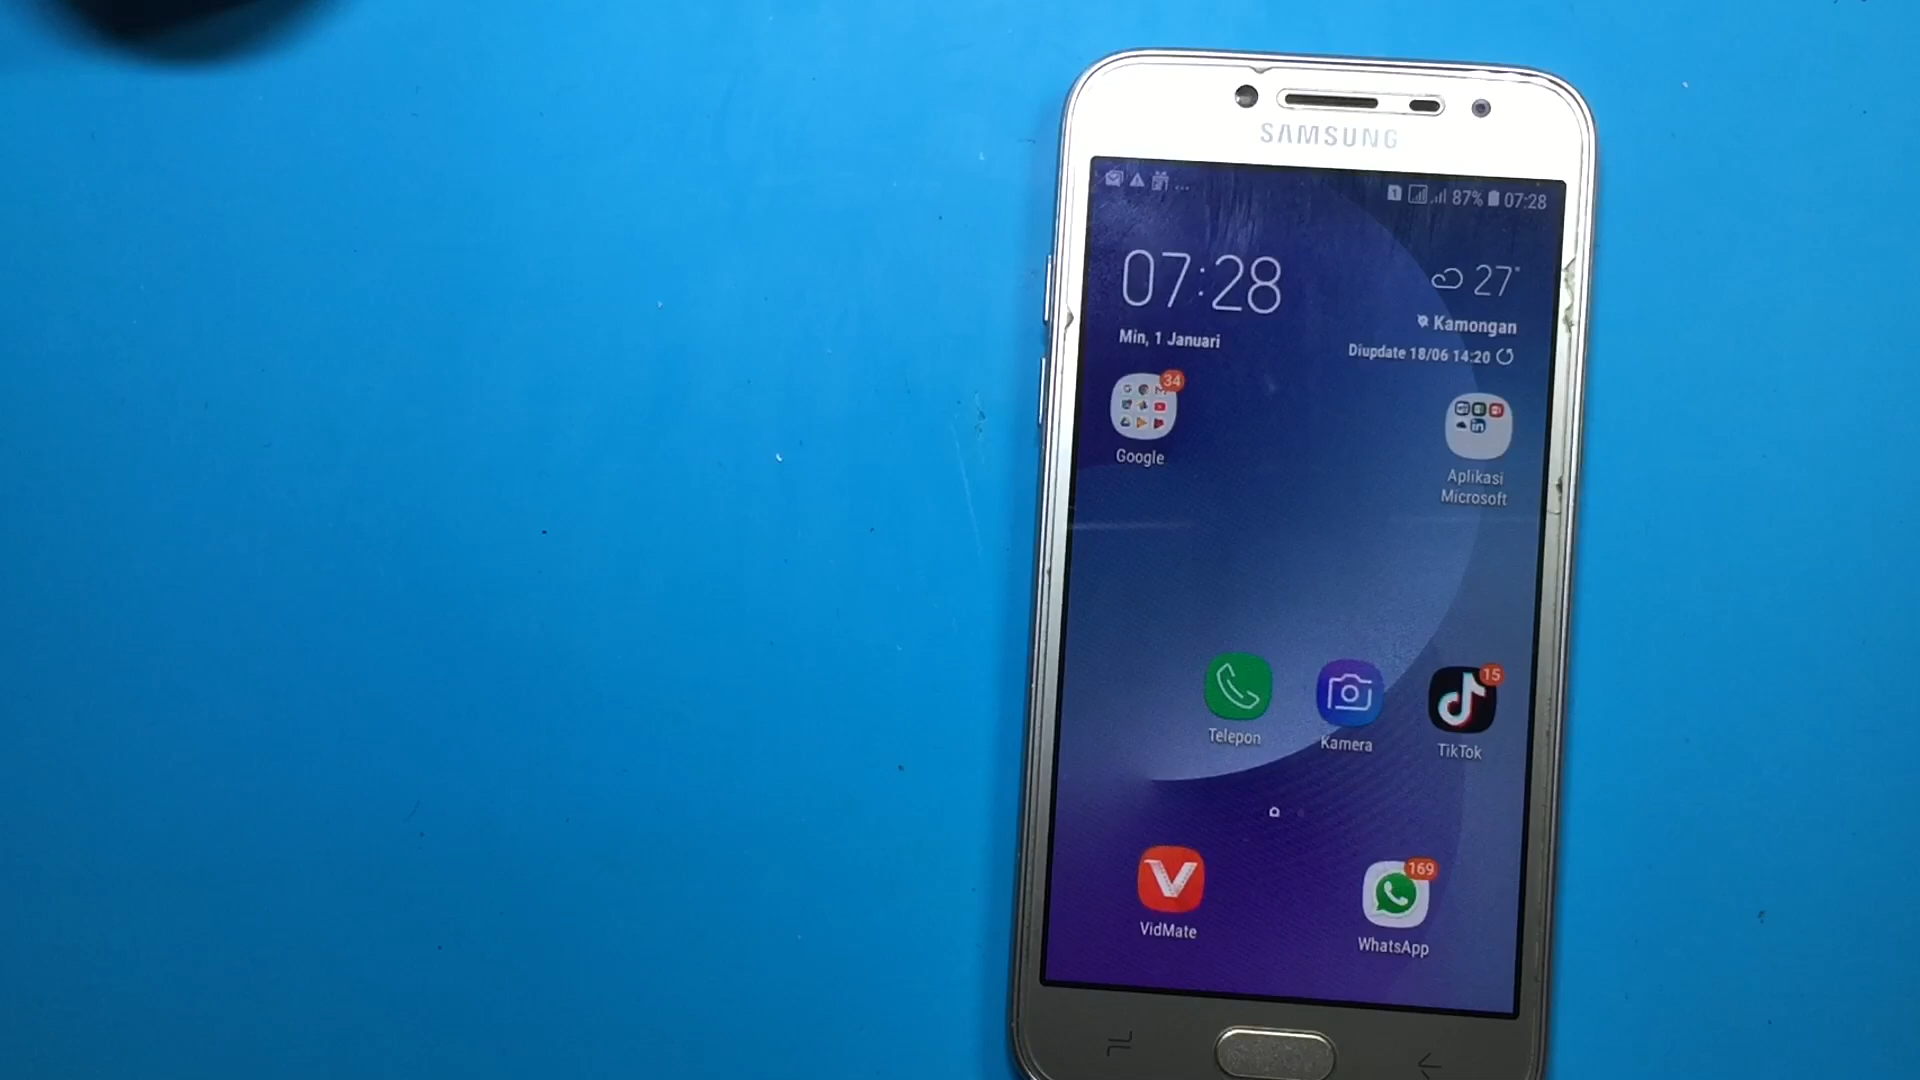 SAMSUNG
87% 07:28
07:28
27°
Min, 1 Januari
Kamongan
Diupdate 18/06 14:20
34
Google
Aplikasi
Microsoft
15
Telepon
Kamera
TikTok
169
VidMate
WhatsApp